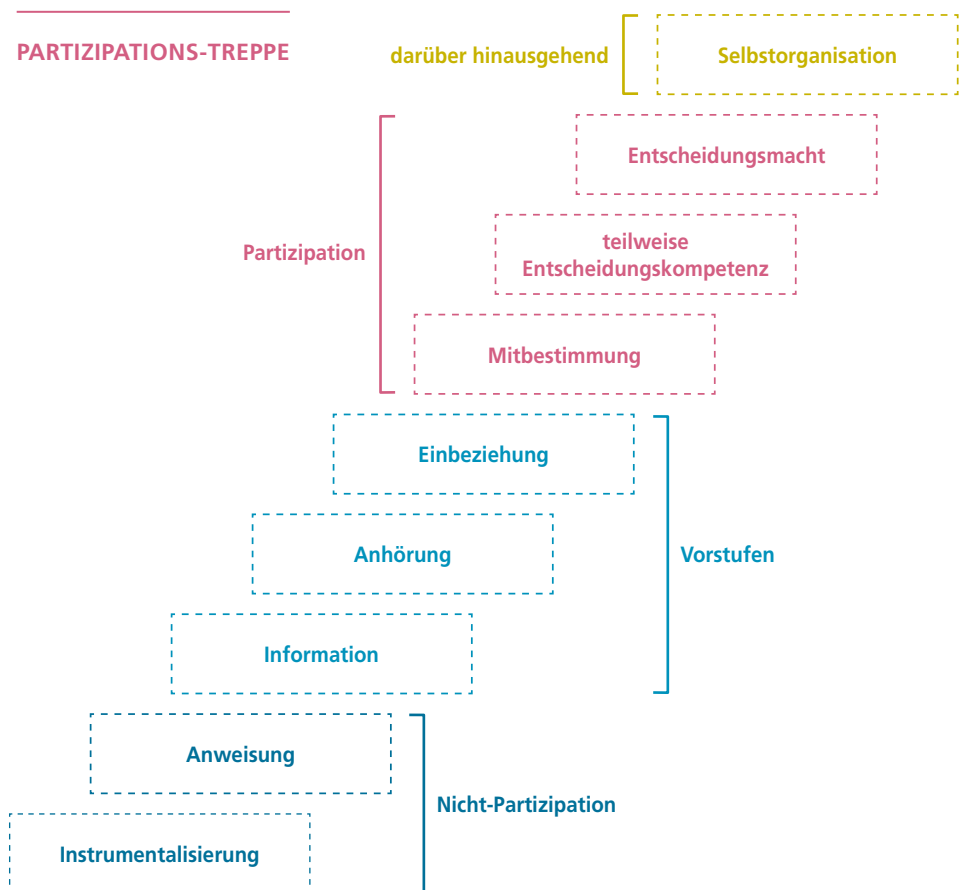 PARTIZIPATIONS-TREPPE
darüber hinausgehend
Selbstorganisation
Entscheidungsmacht
Partizipation
teilweise
Entscheidungskompetenz
Mitbestimmung
Einbeziehung
Anhörung
Vorstufen
Information
Anweisung
Nicht-Partizipation
Instrumentalisierung